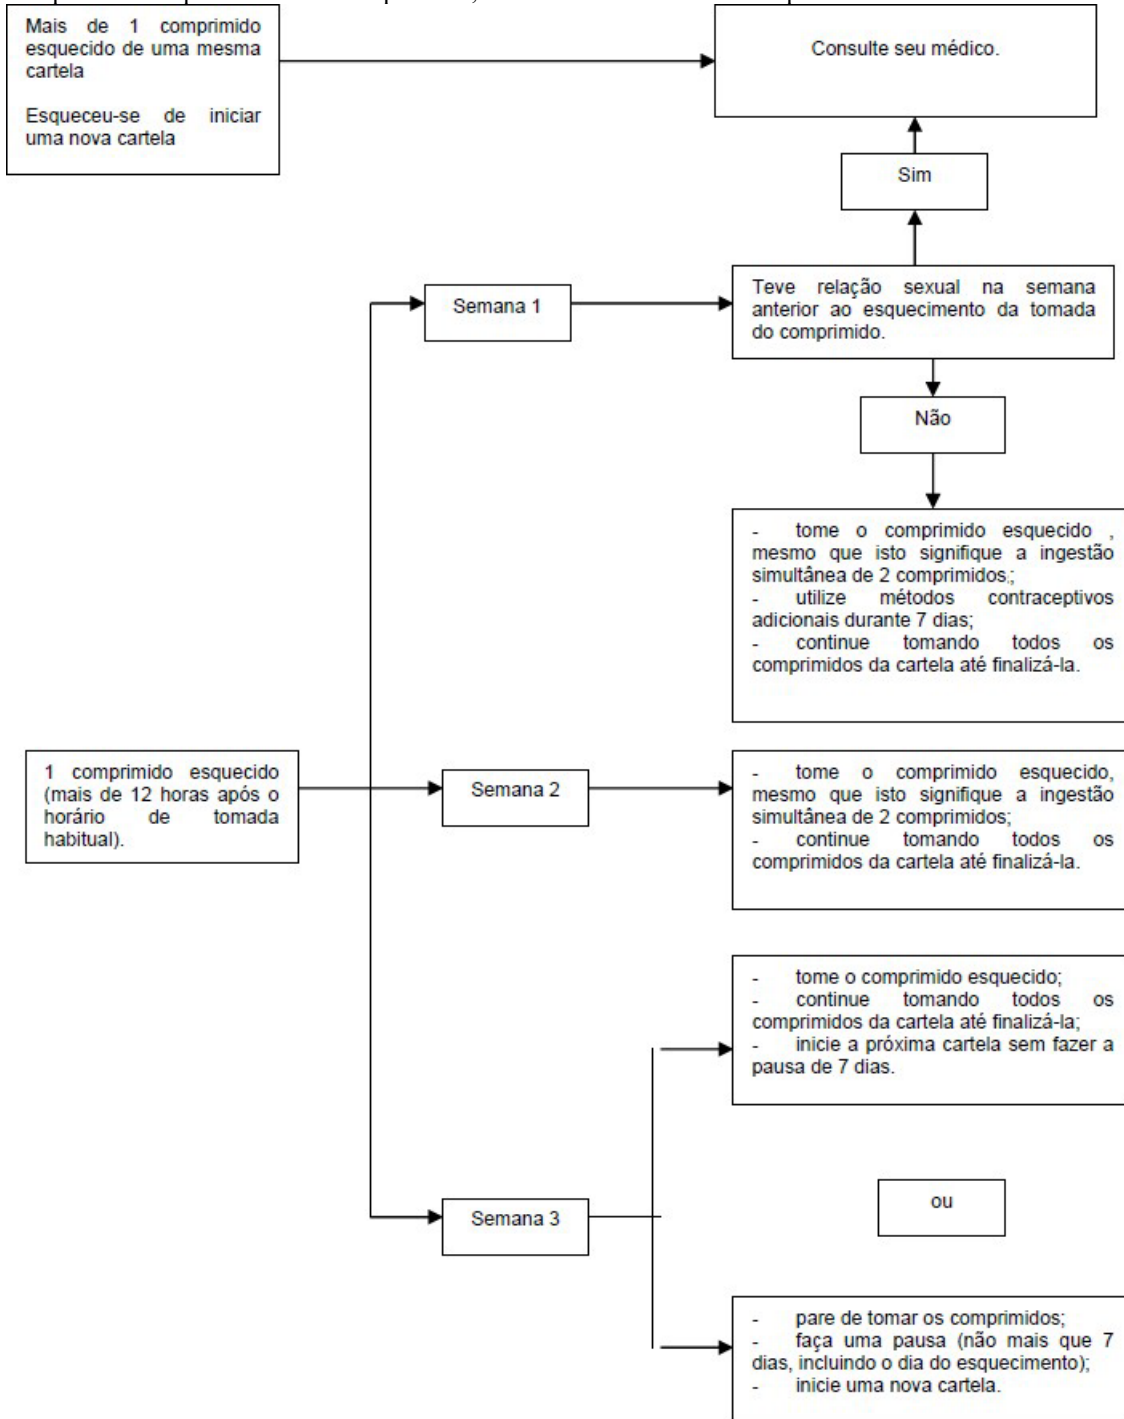 Mais de 1 comprimido
esquecido de uma mesma
cartela
Esqueceu-se de iniciar
uma nova cartela
Consulte seu médico.
Sim
Semana 1
Teve relação sexual na semana
anterior ao esquecimento da tomada
do comprimido.
Não
- tome o comprimido esquecido ,
mesmo que isto signifique a ingestão
simultânea de 2 comprimidos.;
- utilize métodos contraceptivos
adicionais durante 7 dias;
- continue tomando todos os
comprimidos da cartela até finalizá-la.
1 comprimido esquecido
(mais de 12 horas após o
horário de tomada
habitual).
Semana 2
- tome o comprimido esquecido,
mesmo que isto signifique a ingestão
simultânea de 2 comprimidos;
- continue tomando todos os
comprimidos da cartela até finalizá-la.
Semana 3
- tome o comprimido esquecido;
- continue tomando todos os
comprimidos da cartela até finalizá-la;
- inicie a próxima cartela sem fazer a
pausa de 7 dias.
ou
- pare de tomar os comprimidos;
- faça uma pausa (não mais que 7
dias, incluindo o dia do esquecimento);
- inicie uma nova cartela.